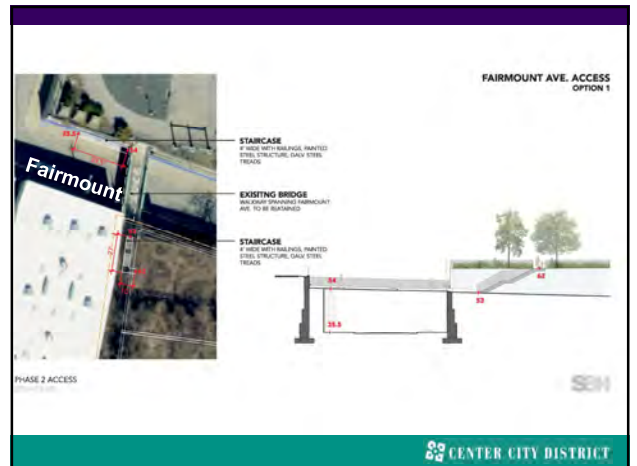 FAIRMOUNT AVE. ACCESS
OPTION 1
STAIRCASE
4' WIDE WITH RAILINGS, PAINTED
STEEL STRUCTURE, GALV. STEEL
TREADS
Fairmount
EXISITNG BRIDGE
WALKWAY SPANNING FAIRMOUNT
AVE. TO BE REATAINED
STAIRCASE
4' WIDE WITH RAILINGS, PAINTED
STEEL STRUCTURE, GALV. STEEL
TREADS
54
62
53
35.5
PHASE 2 ACCESS
CENTER CITY DISTRICT